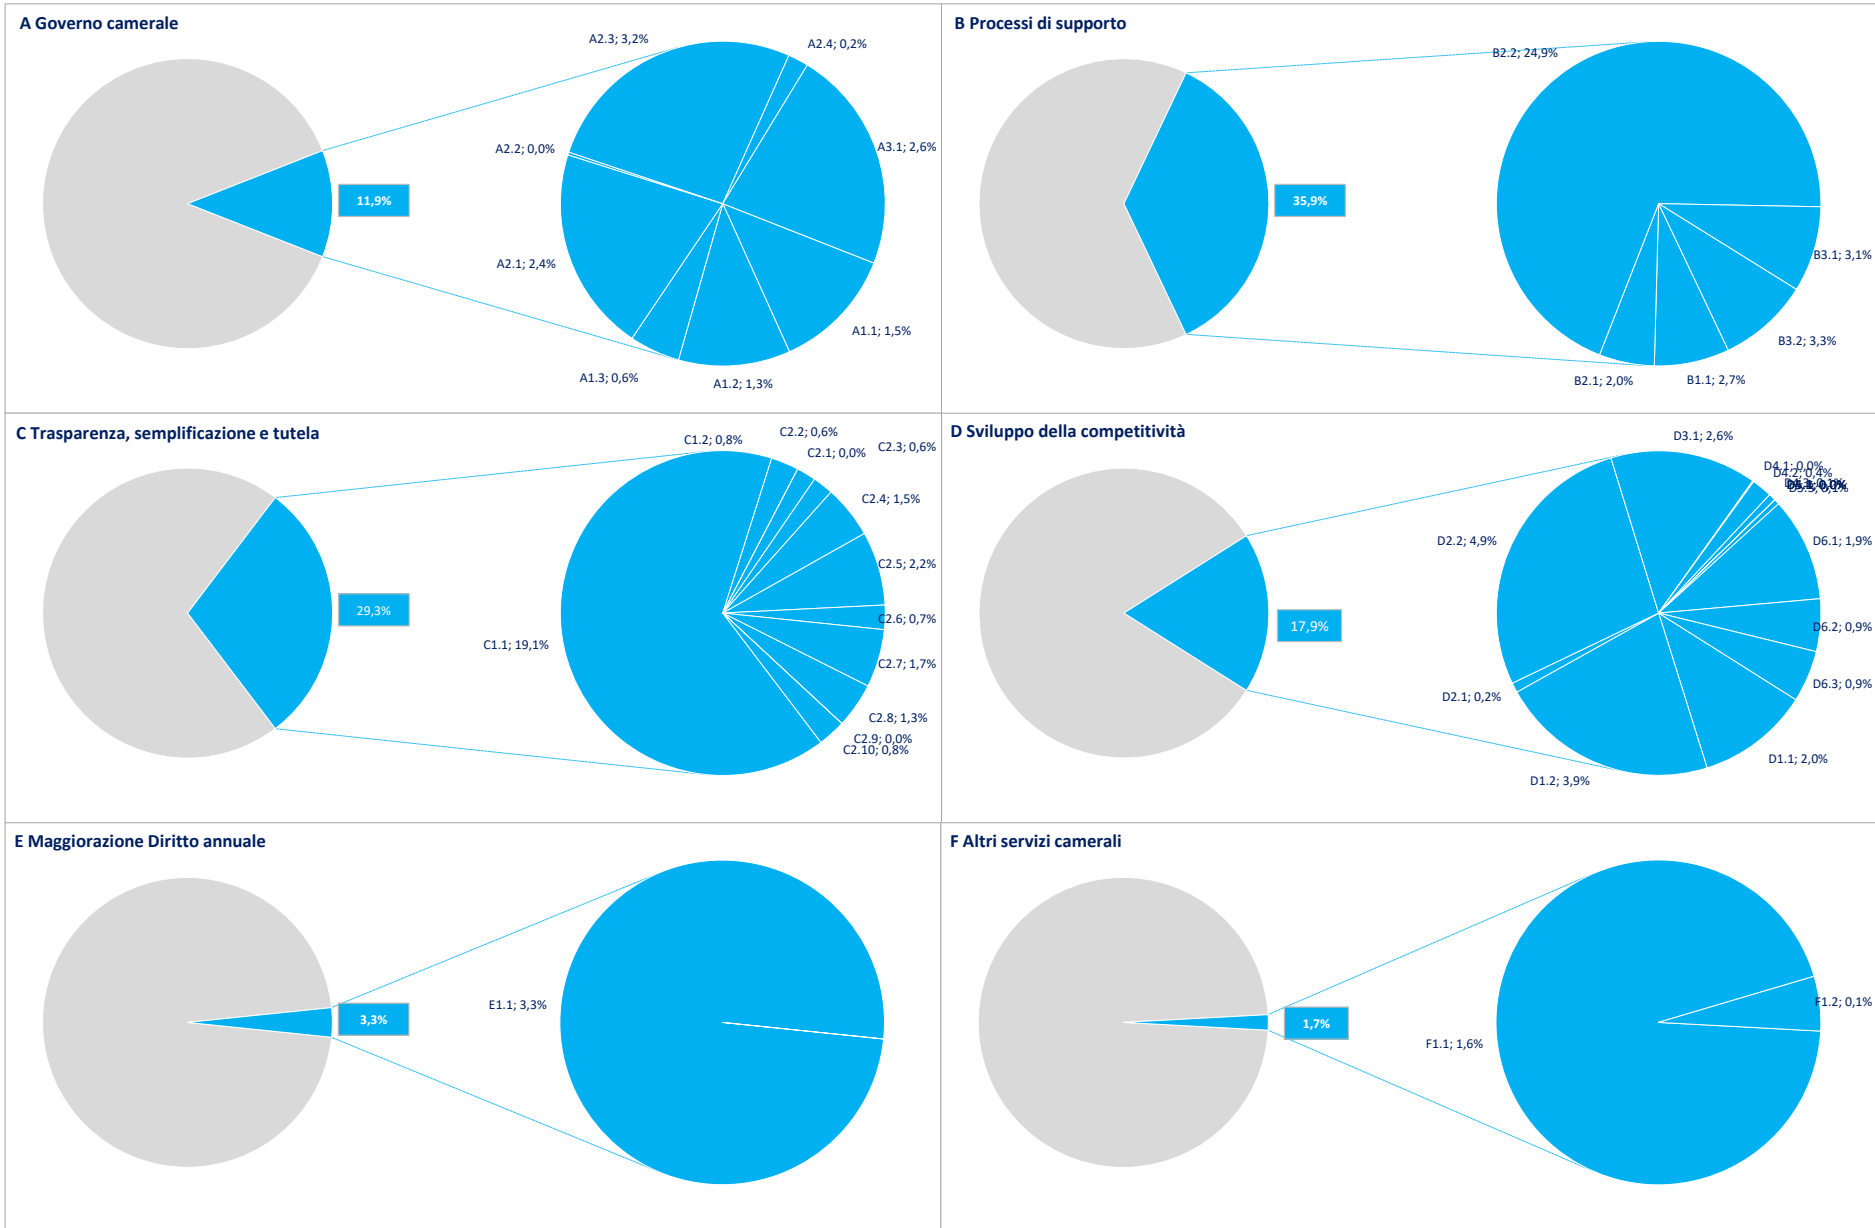 A Governo camerale
A2.3; 3,2%
A2.4; 0,2%
A2.2; 0,0%
A3.1; 2,6%
11,9%
A2.1; 2,4%
A1.1; 1,5%
A1.3; 0,6%
A1.2; 1,3%
B Processi di supporto
B2.2; 24,9%
35,9%
B3.1; 3,1%
B3.2; 3,3%
B2.1; 2,0%
B1.1; 2,7%
C Trasparenza, semplificazione e tutela
C1.2; 0,8%
C2.2; 0,6%
C2.1; 0,0%
C2.3; 0,6%
C2.4; 1,5%
C2.5; 2,2%
29,3%
C2.6; 0,7%
C1.1; 19,1%
C2.7; 1,7%
C2.8; 1,3%
C2.9; 0,0%
C2.10; 0,8%
D Sviluppo della competitività
D3.1; 2,6%
D4.1; 0,0%
D4.2; 0,4%
D2.2; 4,9%
D6.1; 1,9%
17,9%
D6.2; 0,9%
D2.1; 0,2%
D6.3; 0,9%
D1.1; 2,0%
D1.2; 3,9%
E Maggiorazione Diritto annuale
E1.1; 3,3%
3,3%
F Altri servizi camerali
F1.2; 0,1%
1,7%
F1.1; 1,6%